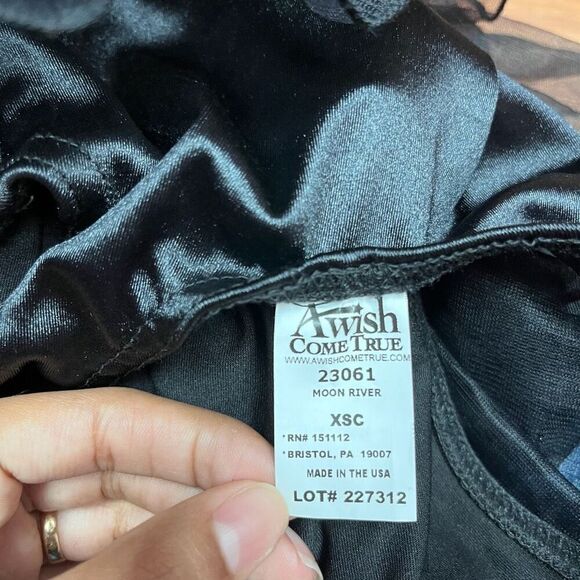 A wish
COME TRUE
WWW.AWISHCOMETRUE.COM
23061
MOON RIVER
XSC
*RN# 151112
*BRISTOL, PA 19007
MADE IN THE USA
LOT# 227312